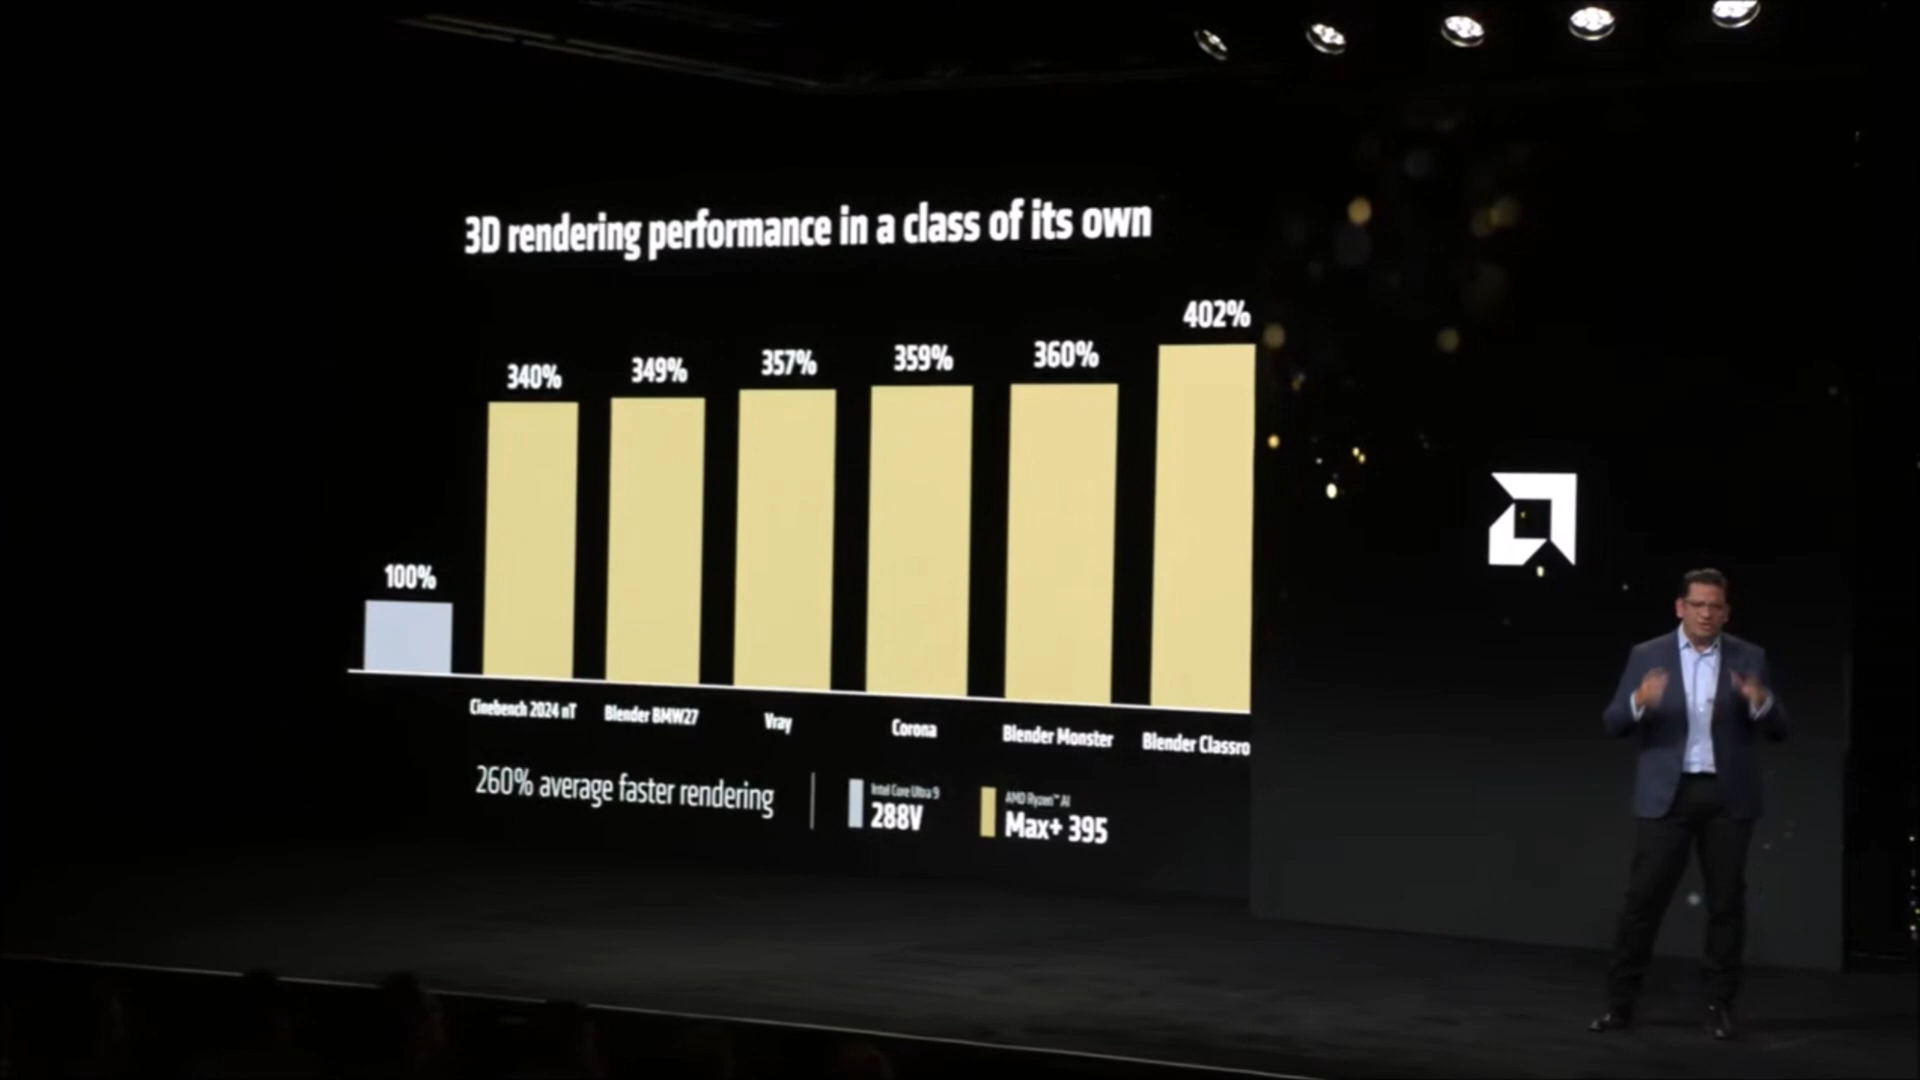 3D rendering performance in a class of its own
100%
340%
349%
357%
359%
360%
402%
Cinebench 2024 nT
Blender BMW27
Vray
Corona
Blender Monster
Blender Classro
260% average faster rendering
Intel Core Ultra 9
288V
AMD Ryzen™ AI
Max+ 395